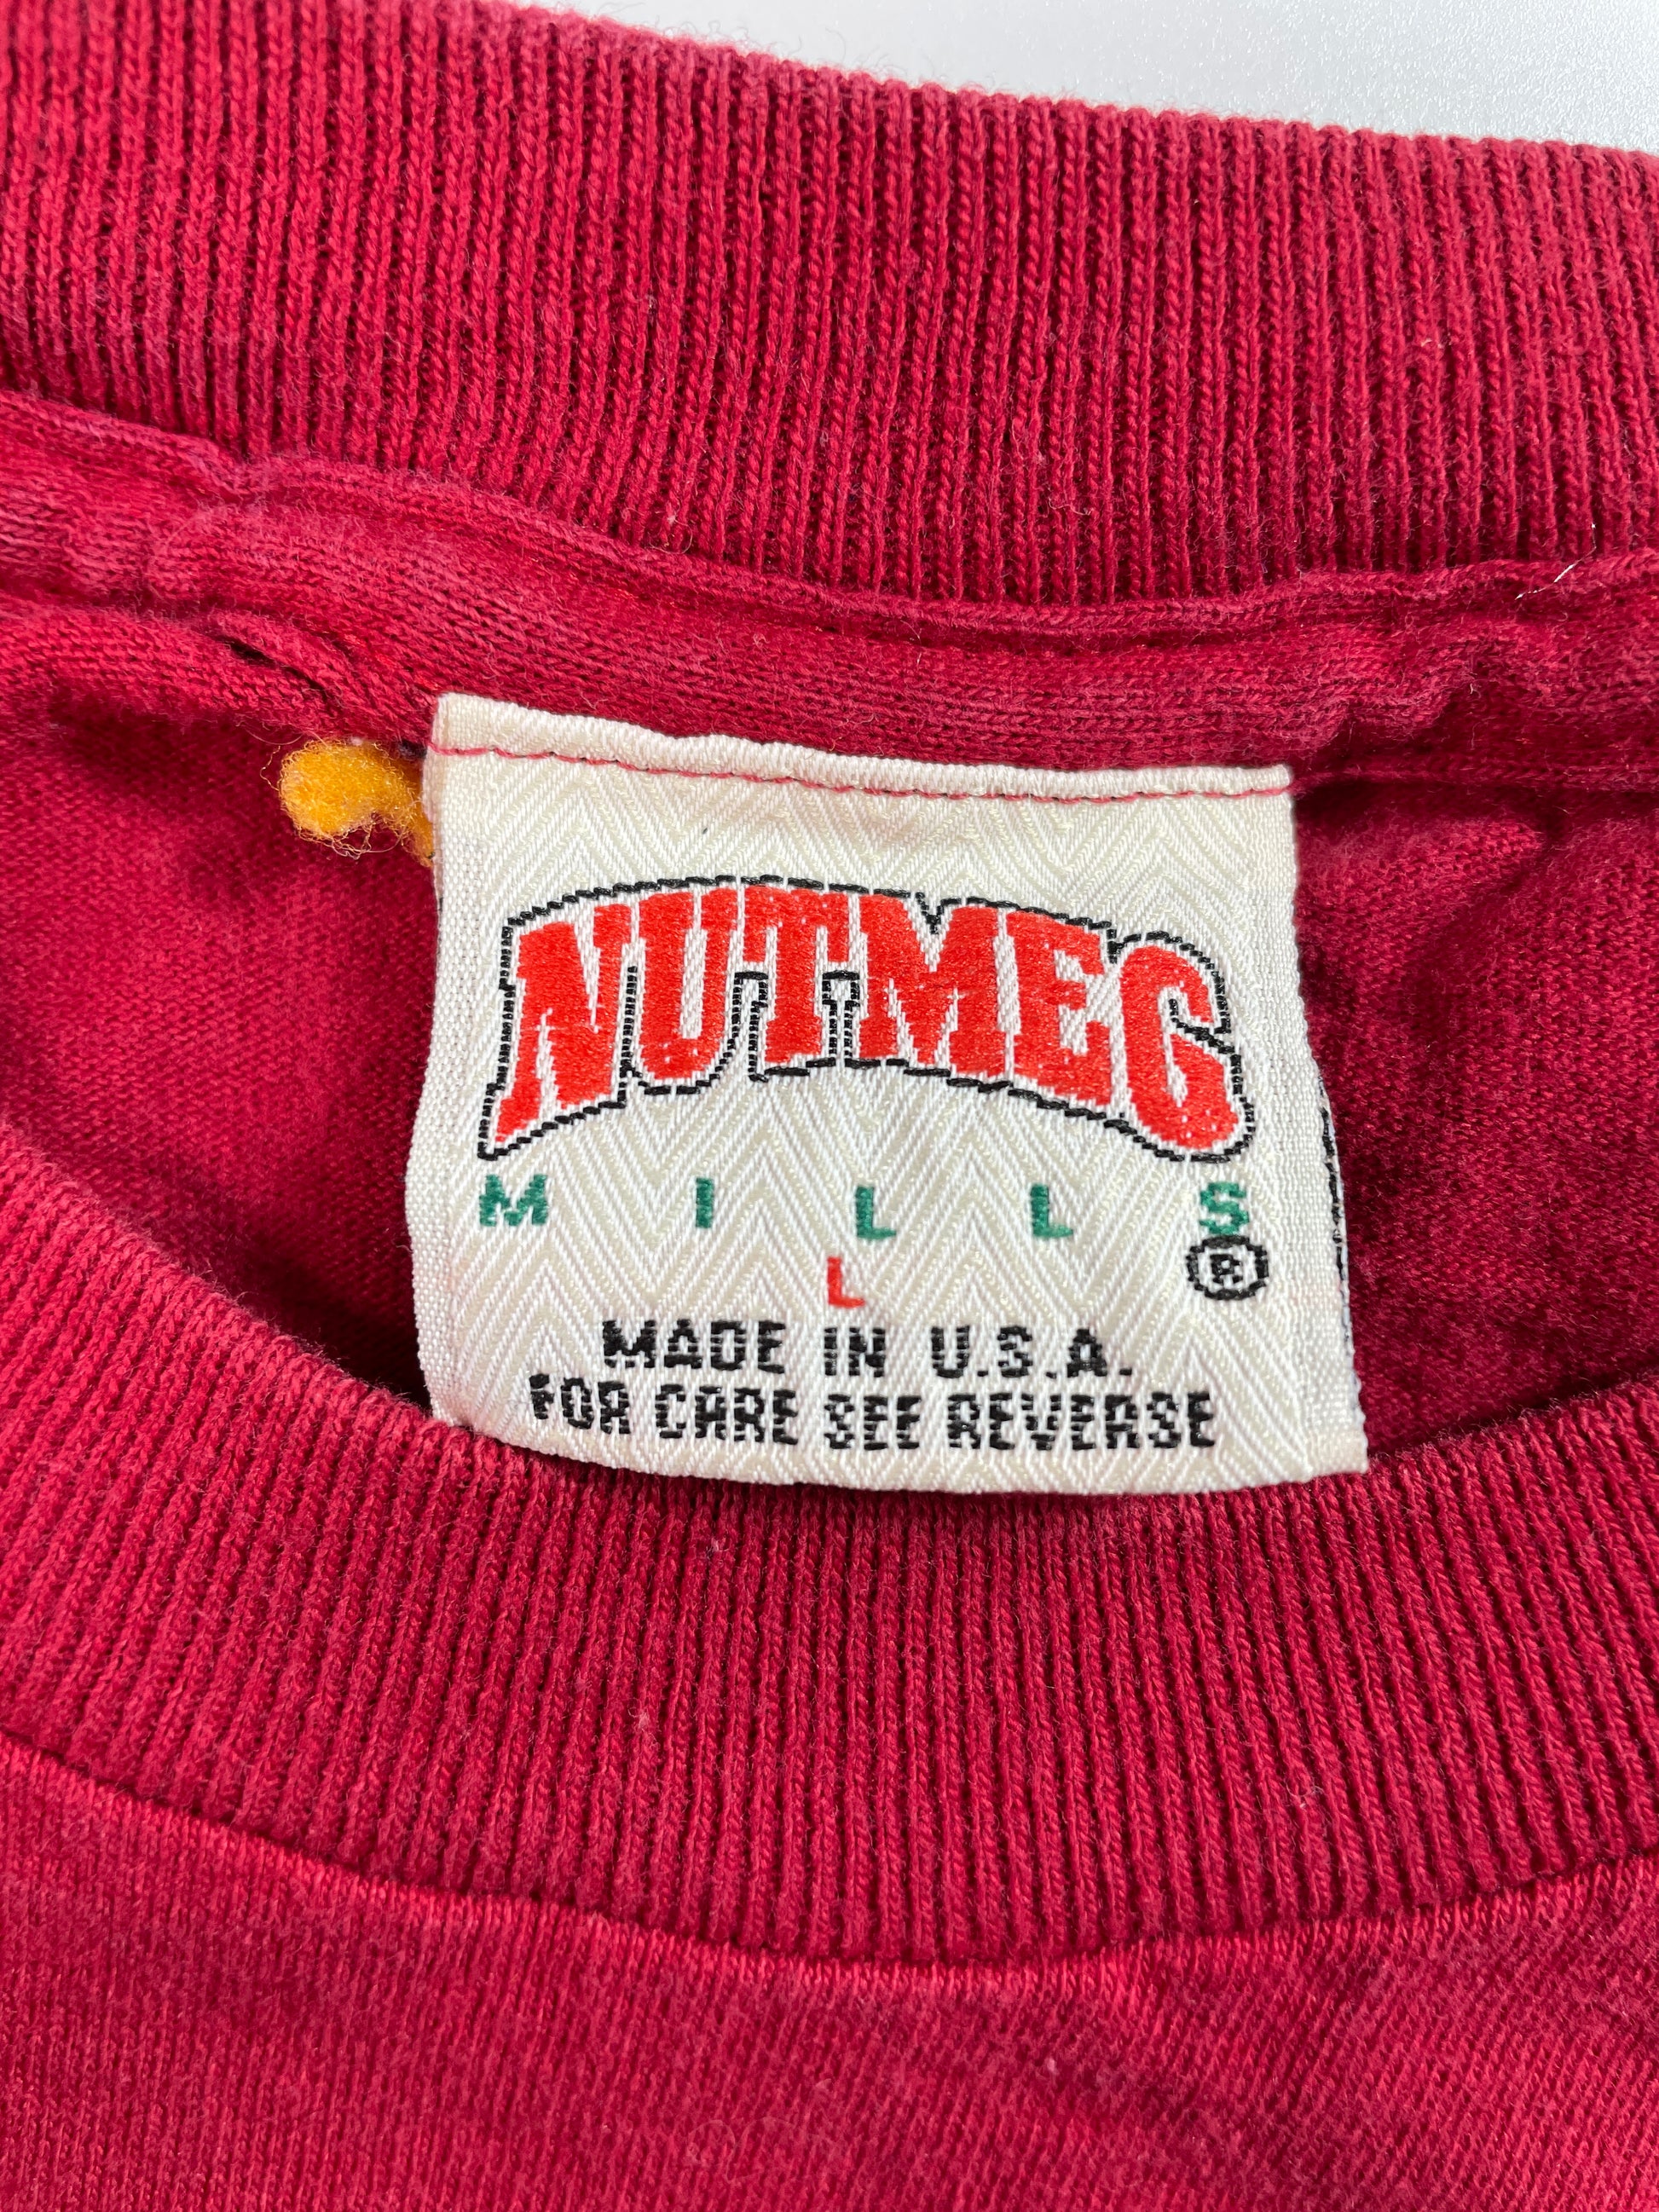 NUTMEG
MILLS
®
L
MADE IN U.S.A.
FOR CARE SEE REVERSE